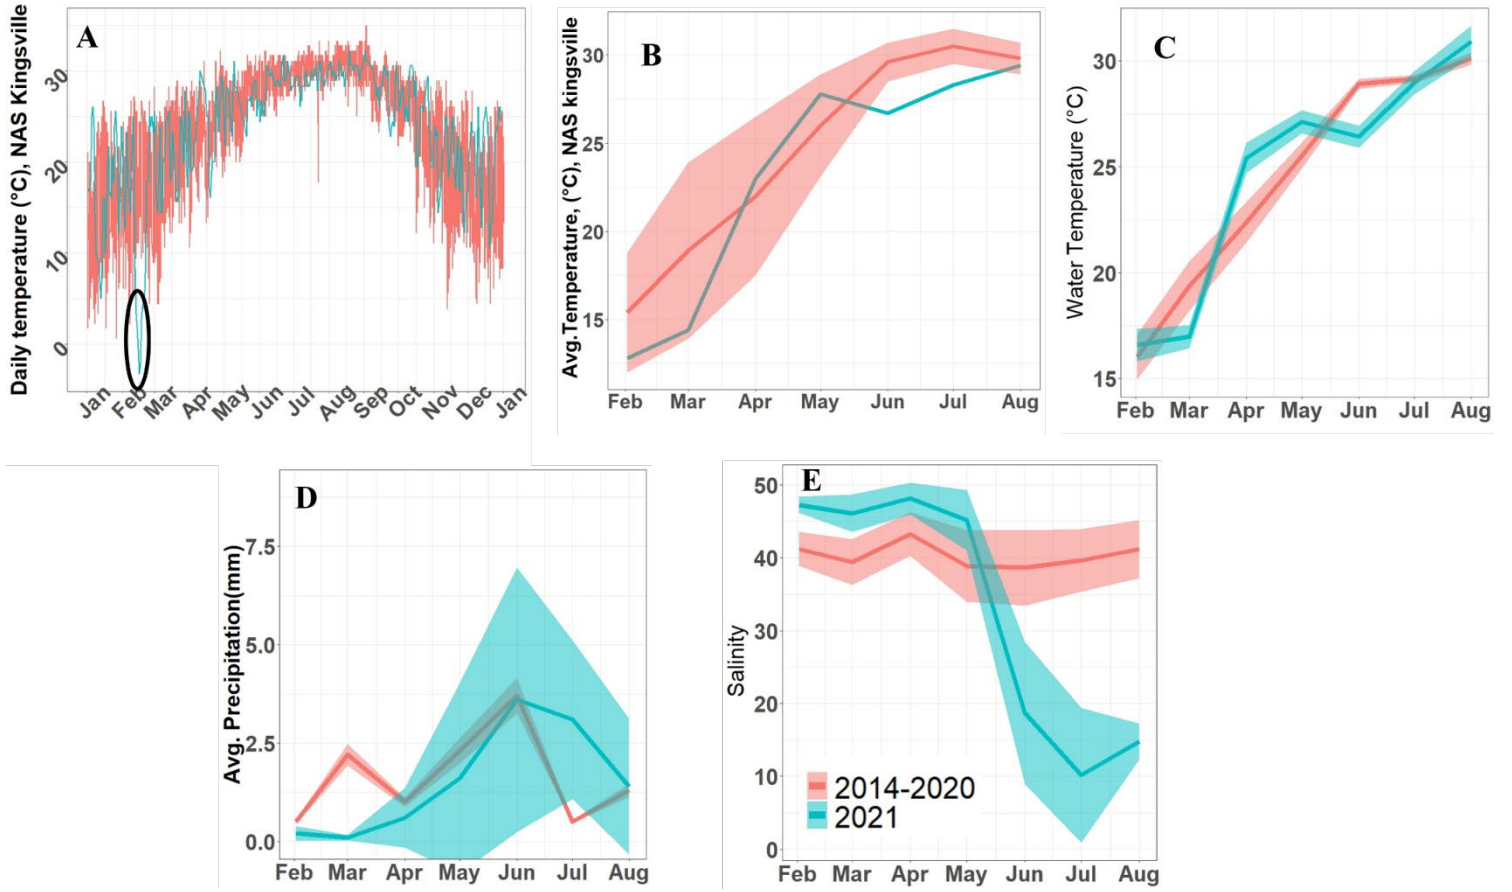 A
Daily temperature (°C), NAS Kingsville
30
20
10
0
Jan Feb Mar Apr May Jun Jul Aug Sep Oct Nov Dec Jan
B
Avg.Temperature, (°C), NAS kingsville
30
25
20
15
Feb Mar Apr May Jun Jul Aug
C
Water Temperature (°C)
30
25
20
15
Feb Mar Apr May Jun Jul Aug
D
Avg. Precipitation(mm)
7.5
5.0
2.5
0.0
Feb Mar Apr May Jun Jul Aug
E
Salinity
50
40
30
20
10
0
2014-2020
2021
Feb Mar Apr May Jun Jul Aug